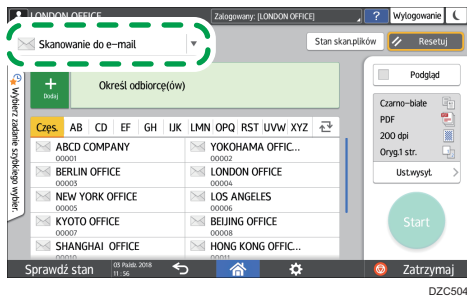 LONDON OFFICE
Zalogowany: [LONDON OFFICE]
?
Wylogowanie
Skanowanie do e-mail
Stan skan.plików
Resetuj
Wybierz zadanie szybkiego wybier.
Dodaj
Określ odbiorcę(ów)
Podgląd
Czarno-białe
PDF
200 dpi
Oryg.1 str.
Ust.wysył.
Start
Częs. AB CD EF GH IJK LMN OPQ RST UVW XYZ
ABCD COMPANY
00001
YOKOHAMA OFFIC...
00002
BERLIN OFFICE
00003
LONDON OFFICE
00004
NEW YORK OFFICE
00005
LOS ANGELES
00006
KYOTO OFFICE
00007
BEIJING OFFICE
00008
SHANGHAI OFFICE
00010
HONG KONG OFFIC...
00011
Sprawdź stan
03 Paźdz. 2018
11 : 56
Zatrzymaj
DZC504